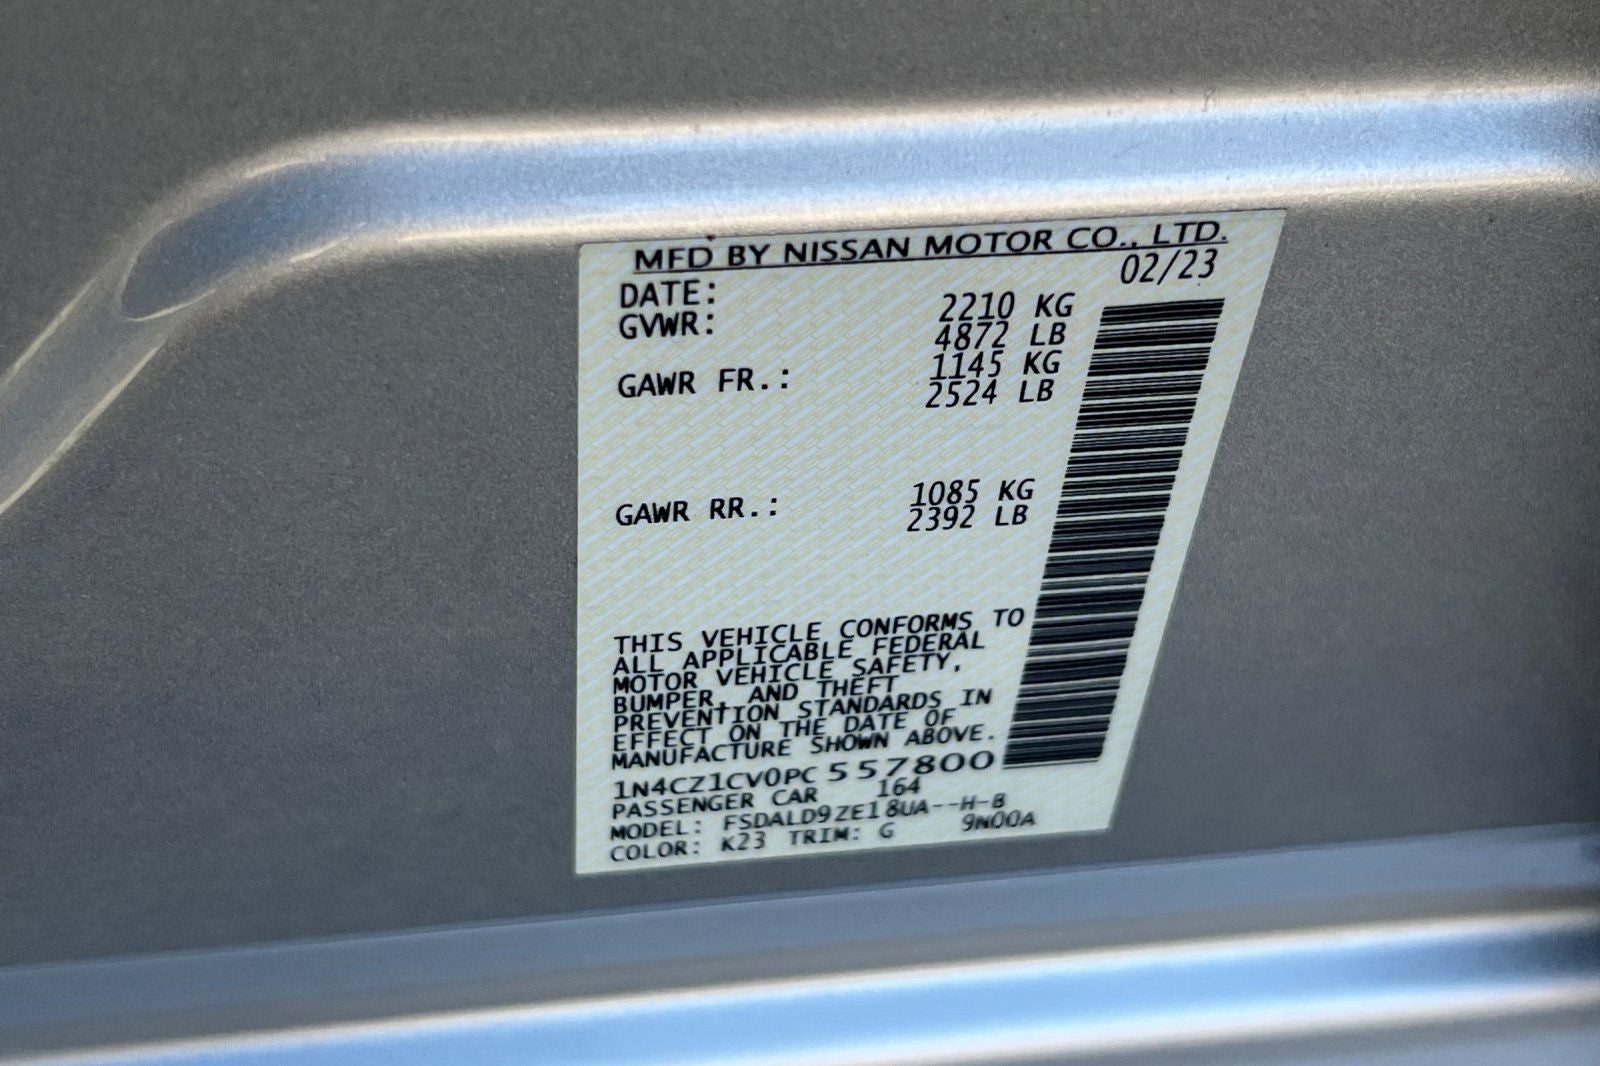 MFD BY NISSAN MOTOR CO., LTD.
DATE: 02/23
GVWR: 2210 KG
4872 LB
GAWR FR.: 1145 KG
2524 LB
GAWR RR.: 1085 KG
2392 LB
THIS VEHICLE CONFORMS TO
ALL APPLICABLE FEDERAL
MOTOR VEHICLE SAFETY,
BUMPER, AND THEFT
PREVENTION STANDARDS IN
EFFECT ON THE DATE OF
MANUFACTURE SHOWN ABOVE.
1N4CZ1CV0PC557800
PASSENGER CAR 164
MODEL: FSDALD9ZE18UA--H-B
COLOR: K23 TRIM: G 9N00A